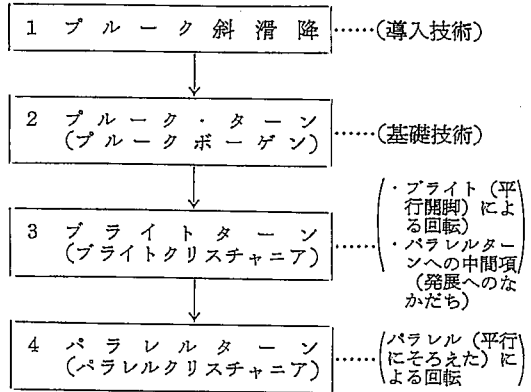 1 プルーク斜滑降……(導入技術)
2 プルーク・ターン
(プルークボーゲン)……(基礎技術)
3 ブライトターン
(ブライトクリスチャニア)……
(・ブライト(平
行開脚)によ
る回転)
・パラレルター
ンへの中間項
(発展へのな
かだち)
4 パラレルターン
(パラレルクリスチャニア)……
(パラレル(平行
にそろえた)に
よる回転)